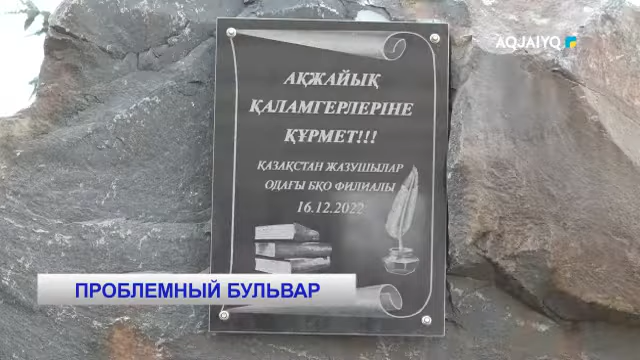 AQJAIYQ
АҚЖАЙЫҚ
ҚАЛАМГЕРЛЕРІНЕ
ҚҰРМЕТ!!!
ҚАЗАҚСТАН ЖАЗУШЫЛАР
ОДАҒЫ БҚО ФИЛИАЛЫ
16.12.2022
ПРОБЛЕМНЫЙ БУЛЬВАР